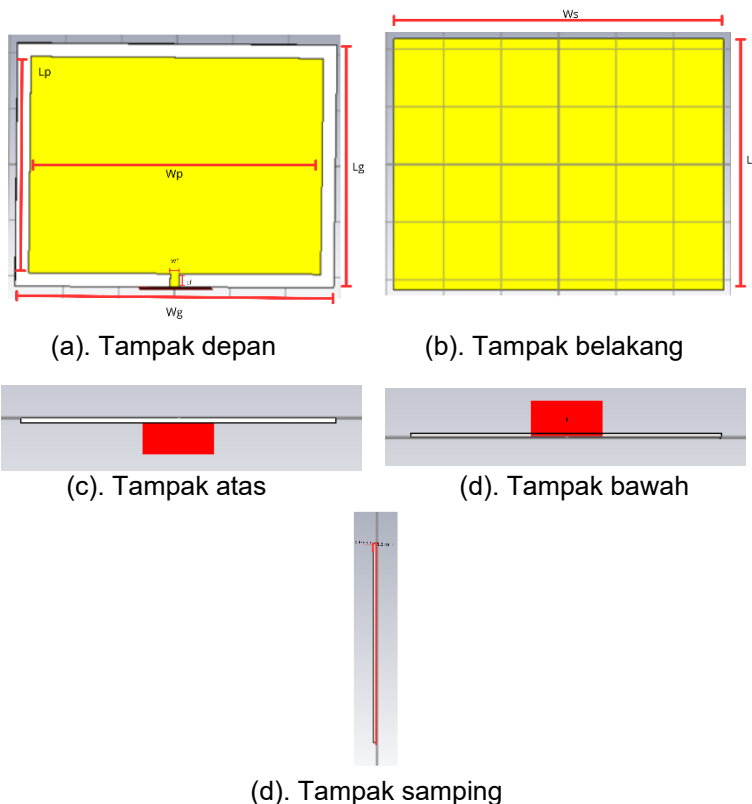 Ws
Lp
Wp
Lg
L
Wg
(a). Tampak depan
(b). Tampak belakang
(c). Tampak atas
(d). Tampak bawah
(d). Tampak samping